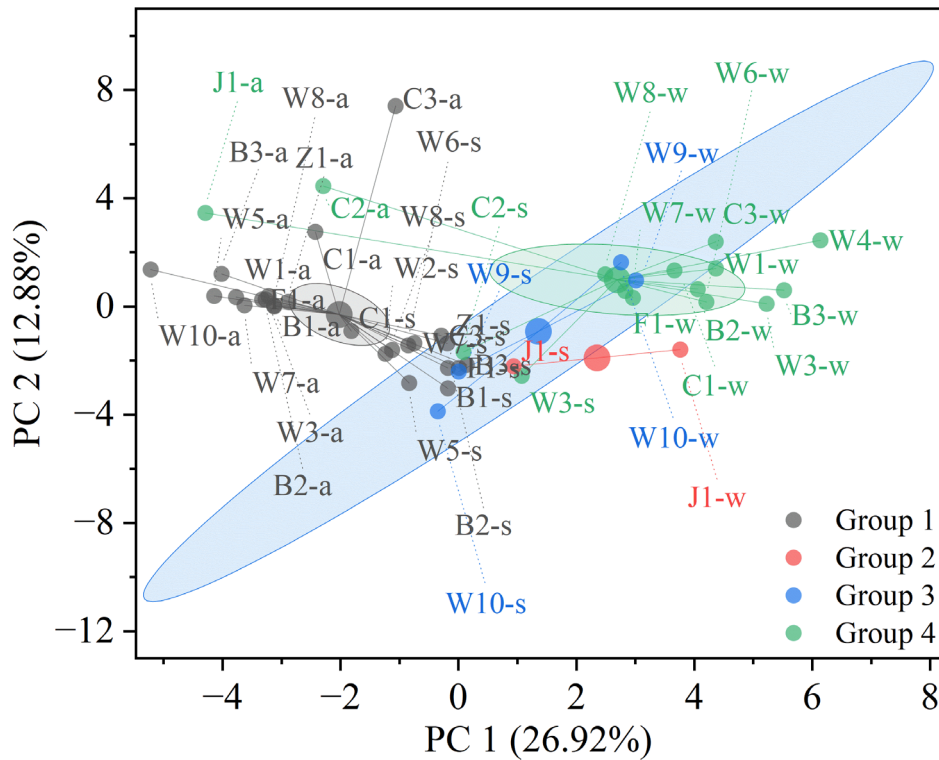 8
4
0
−4
−8
−12
PC 2 (12.88%)
J1-a
W8-a
C3-a
W6-s
B3-a
Z1-a
W5-a
C2-a
W8-s
C2-s
W1-a
C1-a
W2-s
W9-s
F1-a
W10-a
B1-a
C1-s
Z1-s
C3-s
W7-s
B3-s
J1-s
B1-s
W3-s
W7-a
W3-a
W5-s
B2-a
B2-s
W10-s
W6-w
W8-w
W9-w
W7-w
C3-w
W4-w
W1-w
F1-w
B2-w
B3-w
W3-w
C1-w
W10-w
J1-w
Group 1
Group 2
Group 3
Group 4
−4
−2
0
2
4
6
8
PC 1 (26.92%)